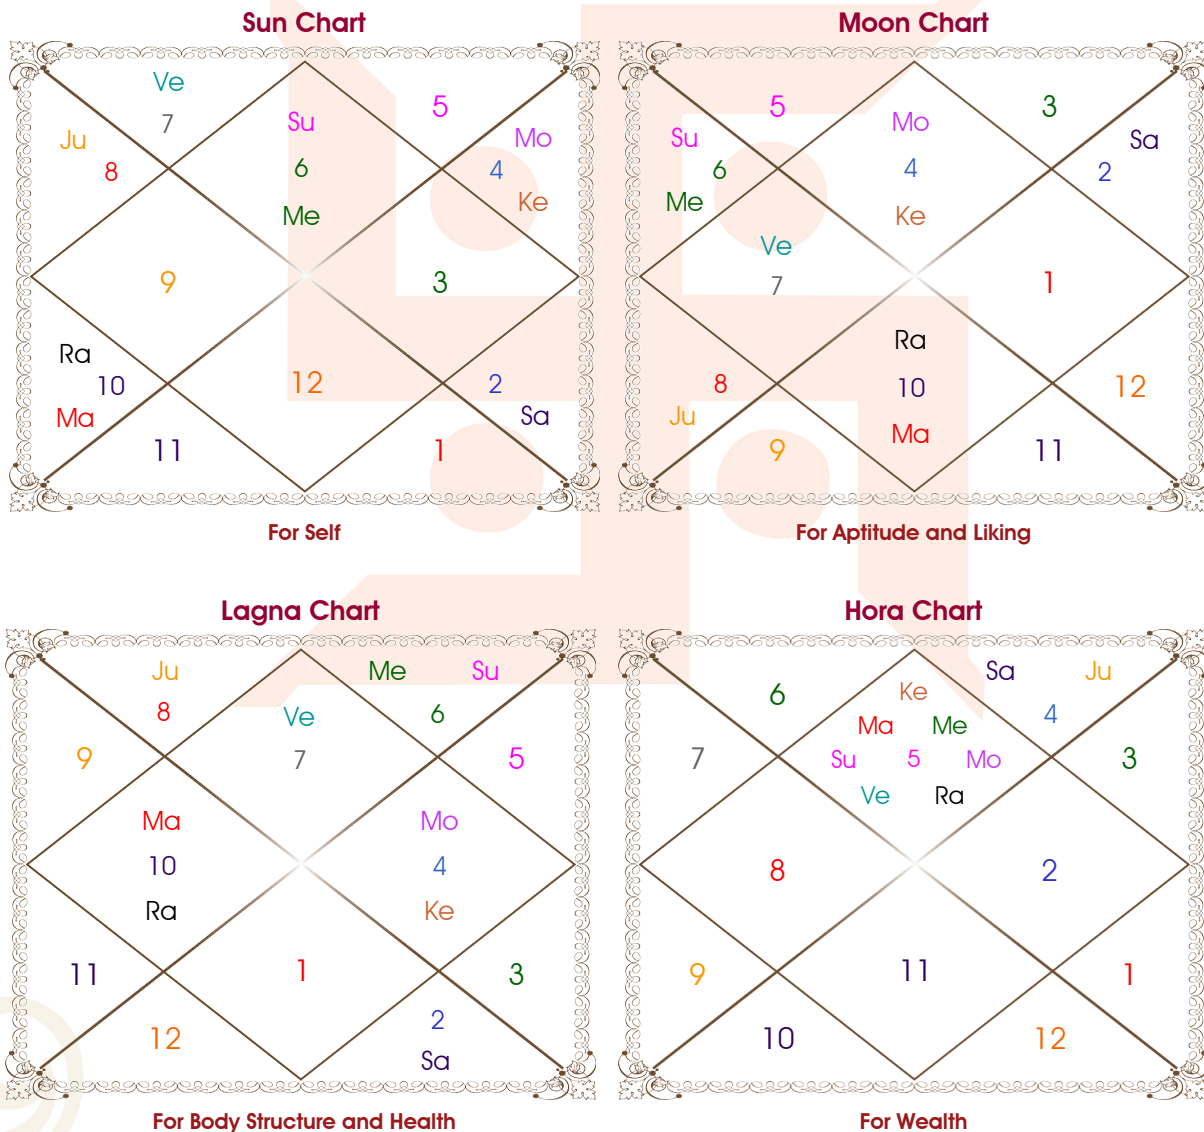 Sun Chart
Ve
7
Ju
8
Su
6
Me
5
Mo
4
Ke
9
3
Ra
10
Ma
11
12
2
Sa
1
For Self
Moon Chart
5
Su
6
Me
Mo
4
Ke
3
Sa
2
Ve
7
1
8
Ju
9
Ra
10
Ma
12
11
For Aptitude and Liking
Lagna Chart
Ju
8
9
Ve
7
Me Su
6
5
Ma
10
Ra
Mo
4
Ke
11
12
1
3
2
Sa
For Body Structure and Health
Hora Chart
6
7
Ke
Ma Me
Su 5 Mo
Ve Ra
Sa Ju
4
3
8
2
9
10
11
1
12
For Wealth